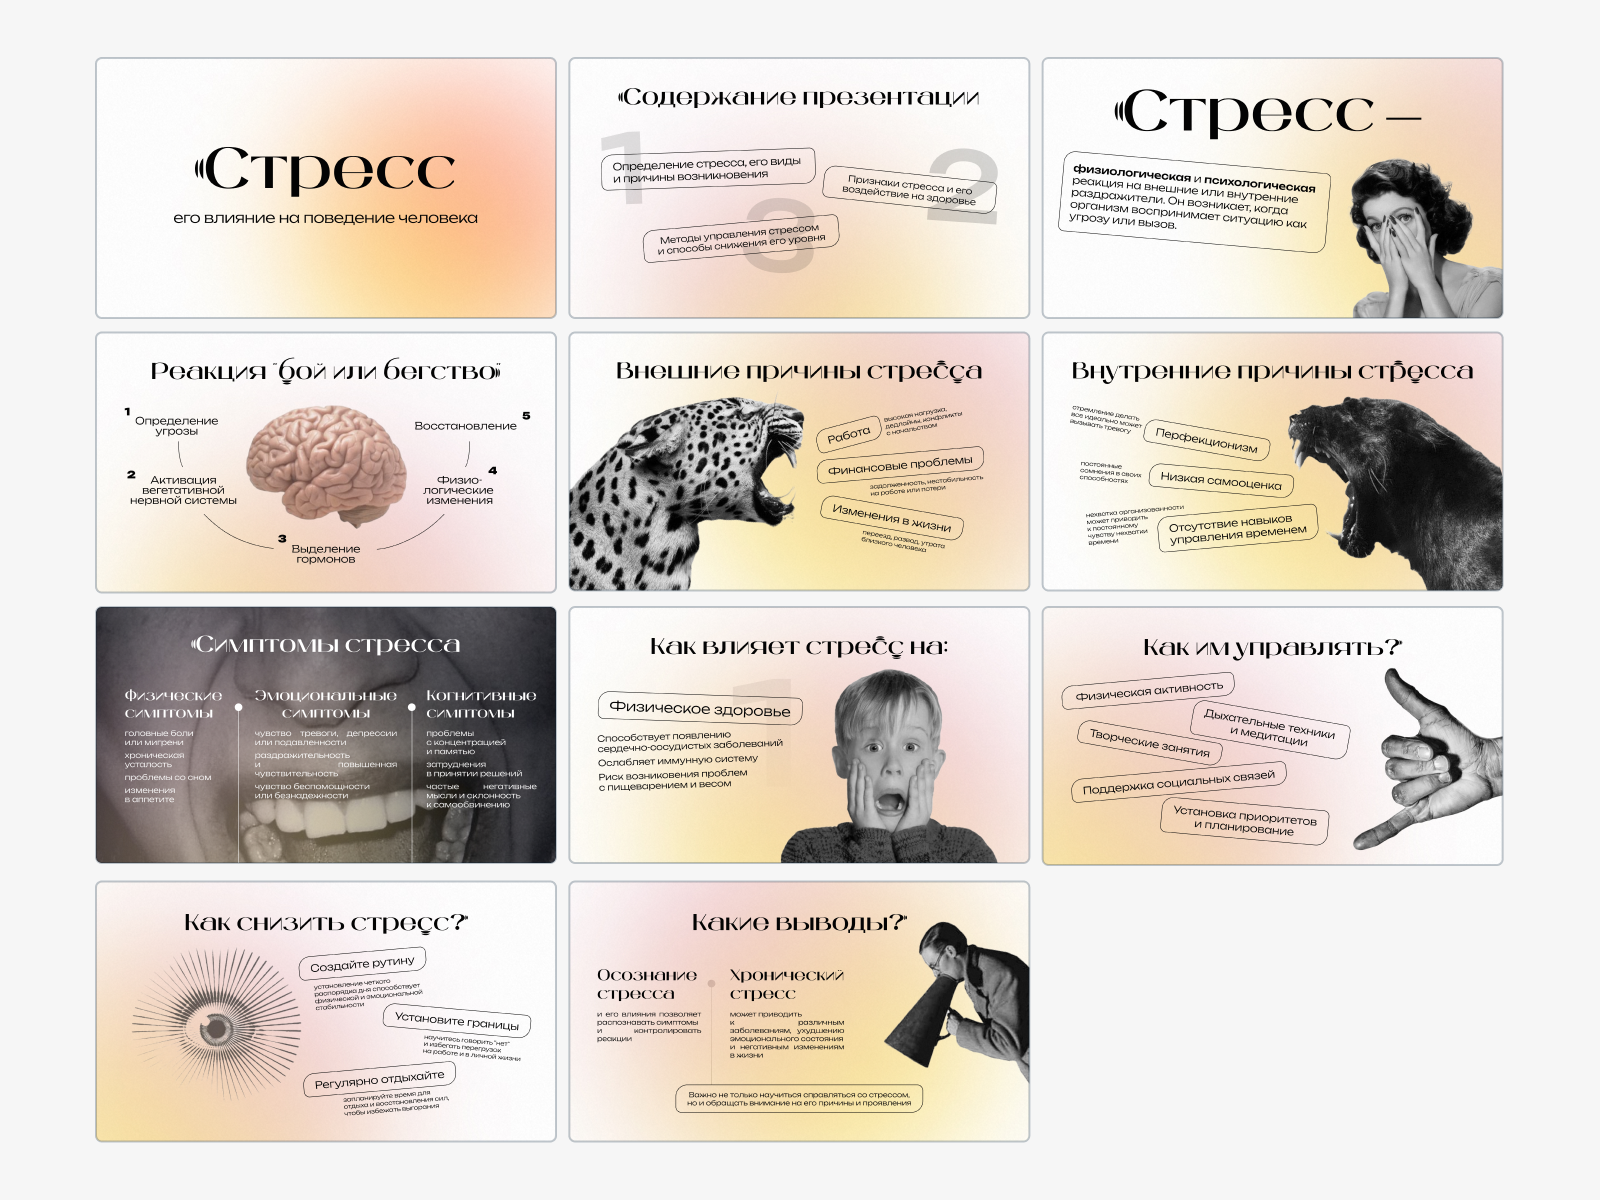 Стресс
его влияние на поведение человека
Содержание презентации
1
Определение стресса, его виды
и причины возникновения
2
Признаки стресса и его
воздействие на здоровье
3
Методы управления стрессом
и способы снижения его уровня
Стресс —
физиологическая и психологическая
реакция на внешние или внутренние
раздражители. Он возникает, когда
организм воспринимает ситуацию как
угрозу или вызов.
Реакция "бой или бегство"
1
Определение
угрозы
2
Активация
вегетативной
нервной системы
3
Выделение
гормонов
4
Физио-
логические
изменения
5
Восстановление
Внешние причины стресса
Работа
высокая нагрузка,
дедлайны, конфликты
с начальством
Финансовые проблемы
задолженность, нестабильность
на работе или потери
Изменения в жизни
переезд, развод, утрата
близкого человека
Внутренние причины стресса
стремление делать
все идеально может
вызывать тревогу
Перфекционизм
постоянные
сомнения в своих
способностях
Низкая самооценка
нехватка организованности
может приводить
к постоянному
чувству нехватки
времени
Отсутствие навыков
управления временем
Симптомы стресса
Физические
симптомы
головные боли
или мигрени
хроническая
усталость
проблемы со сном
изменения
в аппетите
Эмоциональные
симптомы
чувство тревоги, депрессии
или подавленности
раздражительность
и повышенная
чувствительность
чувство беспомощности
или безнадежности
Когнитивные
симптомы
проблемы
с концентрацией
и памятью
затруднения
в принятии решений
частые негативные
мысли и склонность
к самообвинению
Как влияет стресс на:
1
Физическое здоровье
Способствует появлению
сердечно-сосудистых заболеваний
Ослабляет иммунную систему
Риск возниковения проблем
с пищеварением и весом
Как им управлять?
Физическая активность
Дыхательные техники
и медитации
Творческие занятия
Поддержка социальных связей
Установка приоритетов
и планирование
Как снизить стресс?
Создайте рутину
установление четкого
распорядка дня способствует
физической и эмоциональной
стабильности
Установите границы
научитесь говорить "нет"
и избегать перегрузок
на работе и в личной жизни
Регулярно отдыхайте
запланируйте время для
отдыха и восстановления сил,
чтобы избежать выгорания
Какие выводы?
Осознание
стресса
и его влияния позволяет
распознавать симптомы
и контролировать
реакции
Хронический
стресс
может приводить
к различным
заболеваниям, ухудшению
эмоционального состояния
и негативным изменениям
в жизни
Важно не только научиться справляться со стрессом,
но и обращать внимание на его причины и проявления